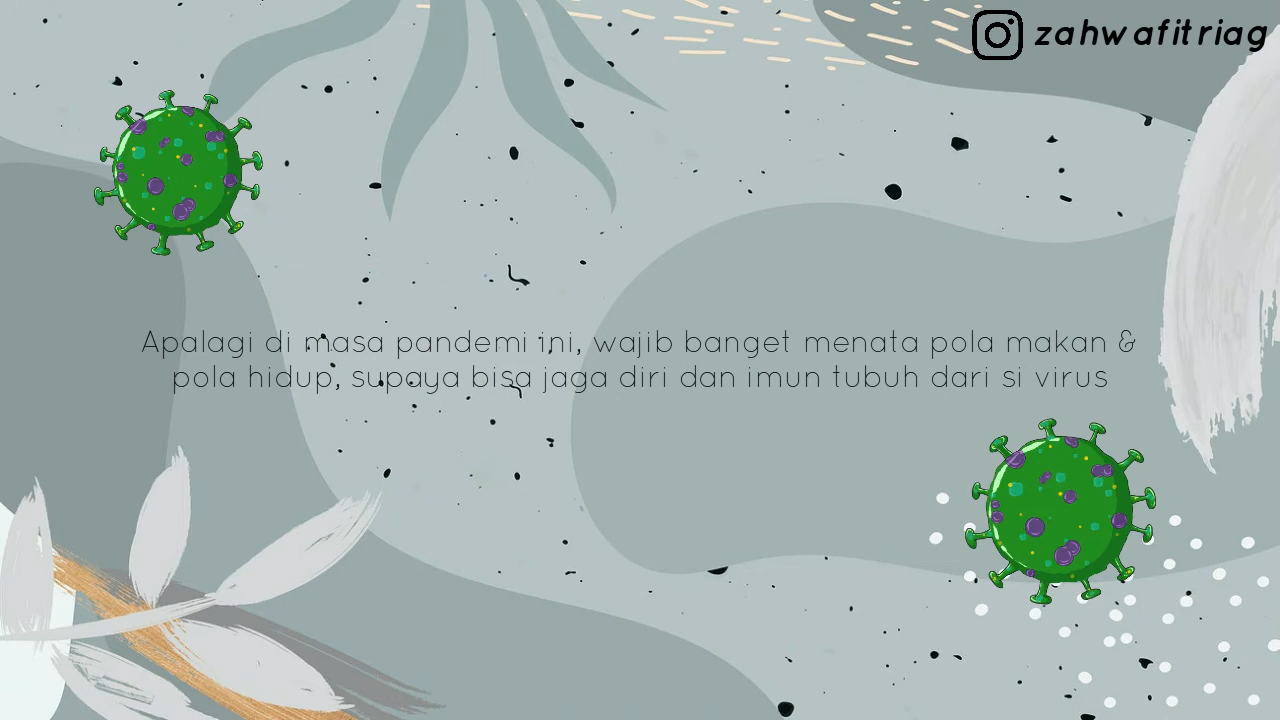 zahwafitriag
Apalagi di masa pandemi ini, wajib banget menata pola makan &
pola hidup, supaya bisa jaga diri dan imun tubuh dari si virus